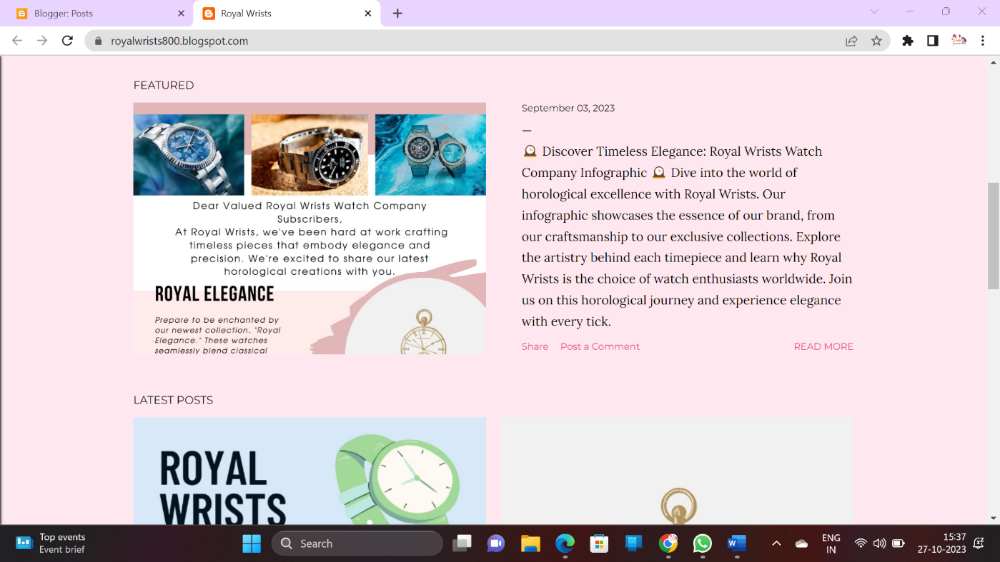 Blogger: Posts
Royal Wrists
royalwrists800.blogspot.com
FEATURED
Dear Valued Royal Wrists Watch Company
Subscribers,
At Royal Wrists, we've been hard at work crafting
timeless pieces that embody elegance and
precision. We're excited to share our latest
horological creations with you.
ROYAL ELEGANCE
Prepare to be enchanted by
our newest collection, "Royal
Elegance." These watches
seamlessly blend classical
September 03, 2023
Discover Timeless Elegance: Royal Wrists Watch
Company Infographic Dive into the world of
horological excellence with Royal Wrists. Our
infographic showcases the essence of our brand, from
our craftsmanship to our exclusive collections. Explore
the artistry behind each timepiece and learn why Royal
Wrists is the choice of watch enthusiasts worldwide. Join
us on this horological journey and experience elegance
with every tick.
Share Post a Comment READ MORE
LATEST POSTS
ROYAL
WRISTS
Top events
Event brief
Search
ENG
IN
15:37
27-10-2023